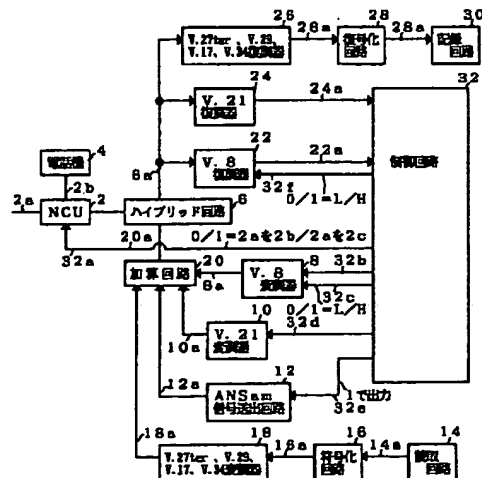 26
28
30
V.27ter、V.29、
V.17、V.34復調器
26a
復号化
回路
28a
記録
回路
32
24
V.21
復調器
24a
電話機
4
22
V.8
復調器
22a
制御回路
6a
2b
32f
0/1=L/H
2a
NCU
2
ハイブリッド回路
6
20a
0/1=2aを2b/2aを2c
32a
20
加算回路
8
V.8
変調器
32b
8a
32c
0/1=L/H
10
32d
V.21
変調器
10a
12
1で出力
12a
ANSam
信号送出回路
32e
18a
18
16
14
V.27ter、V.29、
V.17、V.34変調器
16a
符号化
回路
14a
読取
回路